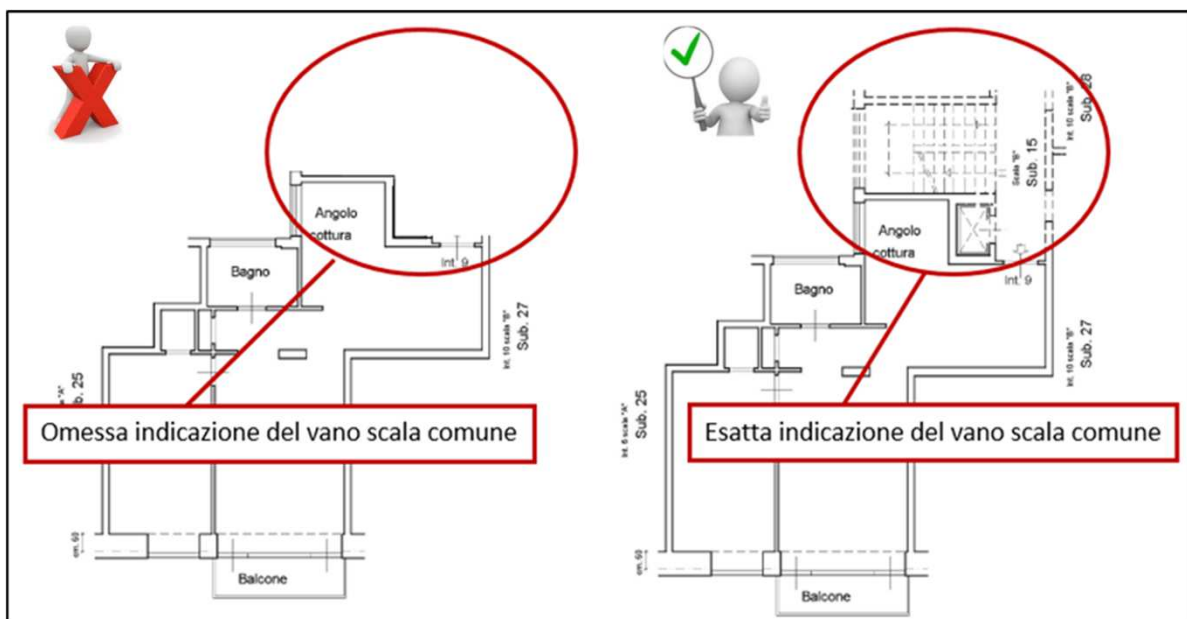 Angolo
cottura
Int. 9
Bagno
Int. 10 scala "B"
Sub. 27
Sub. 25
Omessa indicazione del vano scala comune
cm. 60
Balcone
Int. 10 scala "B"
Sub. 28
Scala "B"
Sub. 15
Angolo
cottura
Int. 9
Bagno
Int. 10 scala "B"
Sub. 27
Int. 6 scala "A"
Sub. 25
Esatta indicazione del vano scala comune
cm. 60
Balcone